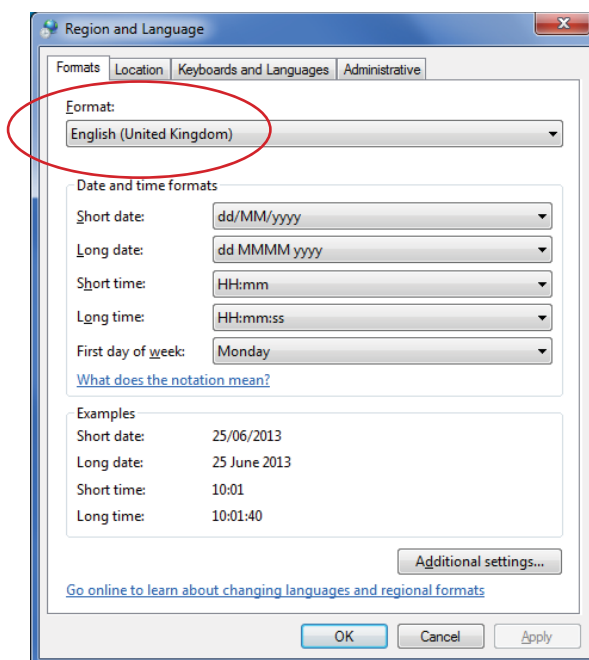 Region and Language
Formats Location Keyboards and Languages Administrative
Format:
English (United Kingdom)
Date and time formats
Short date: dd/MM/yyyy
Long date: dd MMMM yyyy
Short time: HH:mm
Long time: HH:mm:ss
First day of week: Monday
What does the notation mean?
Examples
Short date: 25/06/2013
Long date: 25 June 2013
Short time: 10:01
Long time: 10:01:40
Additional settings...
Go online to learn about changing languages and regional formats
OK Cancel Apply